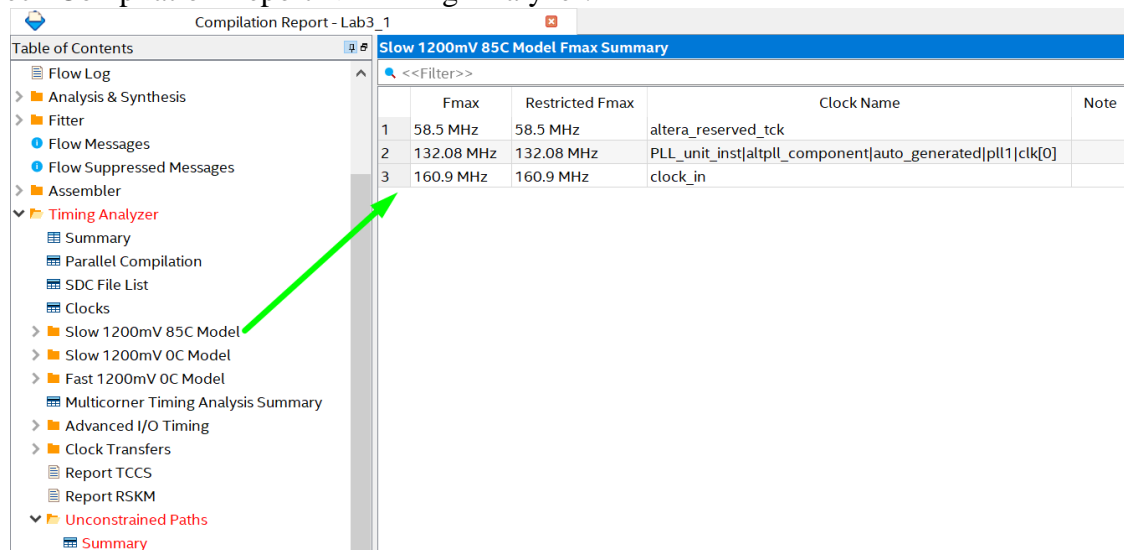 Compilation Report - Lab3_1
Table of Contents
Flow Log
Analysis & Synthesis
Fitter
Flow Messages
Flow Suppressed Messages
Assembler
Timing Analyzer
Summary
Parallel Compilation
SDC File List
Clocks
Slow 1200mV 85C Model
Slow 1200mV 0C Model
Fast 1200mV 0C Model
Multicorner Timing Analysis Summary
Advanced I/O Timing
Clock Transfers
Report TCCS
Report RSKM
Unconstrained Paths
Summary
Slow 1200mV 85C Model Fmax Summary
<<Filter>>
Fmax Restricted Fmax Clock Name Note
1 58.5 MHz 58.5 MHz altera_reserved_tck
2 132.08 MHz 132.08 MHz PLL_unit_inst|altpll_component|auto_generated|pll1|clk[0]
3 160.9 MHz 160.9 MHz clock_in